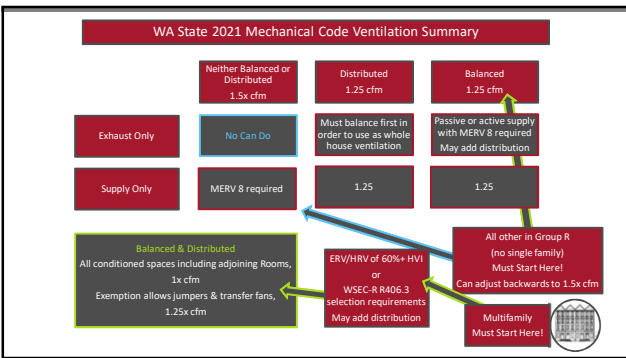 WA State 2021 Mechanical Code Ventilation Summary
Neither Balanced or
Distributed
1.5x cfm
Distributed
1.25 cfm
Balanced
1.25 cfm
Exhaust Only
No Can Do
Must balance first in
order to use as whole
house ventilation
Passive or active supply
with MERV 8 required
May add distribution
Supply Only
MERV 8 required
1.25
1.25
Balanced & Distributed
All conditioned spaces including adjoining Rooms,
1x cfm
Exemption allows jumpers & transfer fans,
1.25x cfm
ERV/HRV of 60%+ HVI
or
WSEC-R R406.3
selection requirements
May add distribution
All other in Group R
(no single family)
Must Start Here!
Can adjust backwards to 1.5x cfm
Multifamily
Must Start Here!